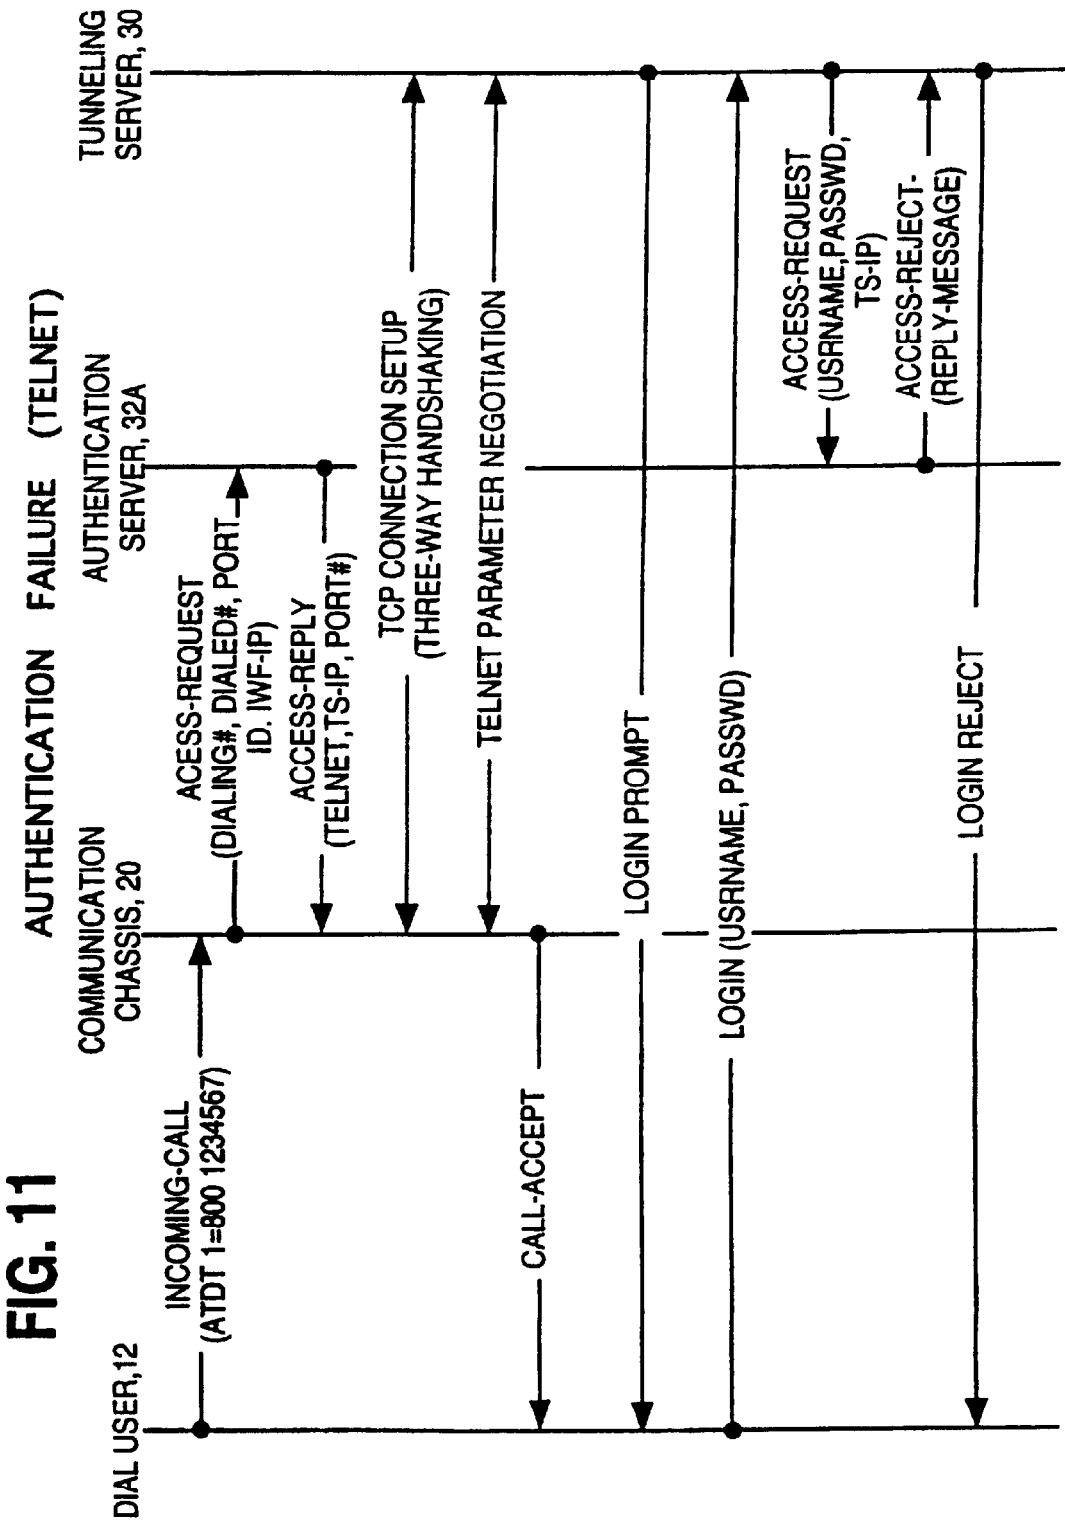 FIG. 11
AUTHENTICATION FAILURE (TELNET)
DIAL USER,12
COMMUNICATION
CHASSIS, 20
AUTHENTICATION
SERVER, 32A
TUNNELING
SERVER, 30
INCOMING-CALL
(ATDT 1=800 1234567)
ACESS-REQUEST
(DIALING#, DIALED#, PORT
ID. IWF-IP)
ACCESS-REPLY
(TELNET,TS-IP, PORT#)
TCP CONNECTION SETUP
(THREE-WAY HANDSHAKING)
TELNET PARAMETER NEGOTIATION
CALL-ACCEPT
LOGIN PROMPT
LOGIN (USRNAME, PASSWD)
ACCESS-REQUEST
(USRNAME,PASSWD,
TS-IP)
ACCESS-REJECT-
(REPLY-MESSAGE)
LOGIN REJECT